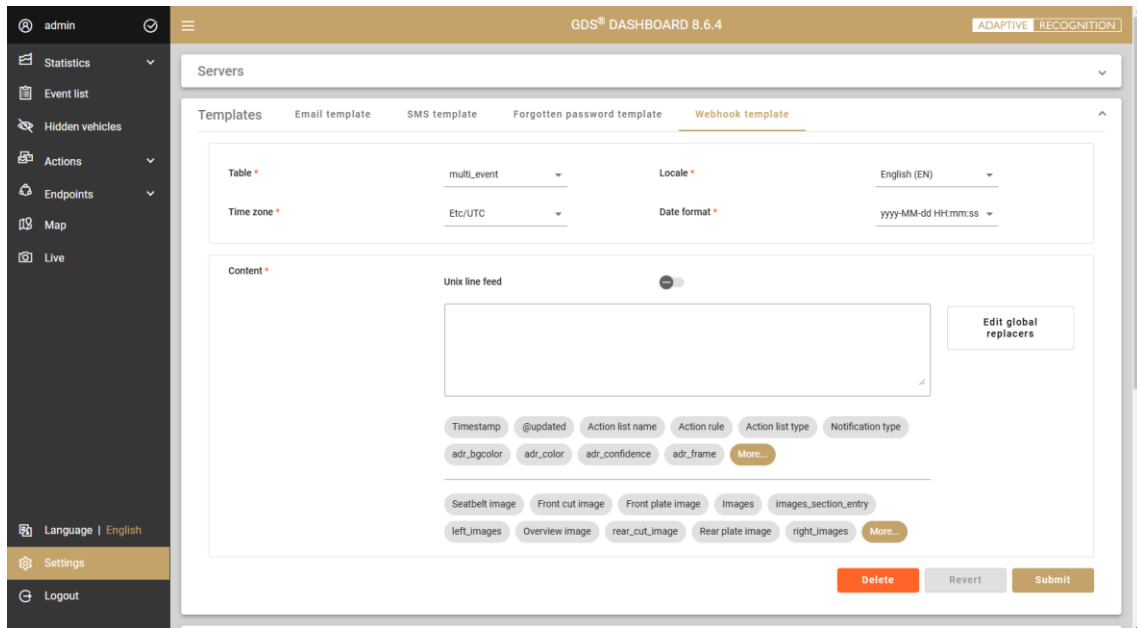 admin
GDS® DASHBOARD 8.6.4
ADAPTIVE RECOGNITION
Statistics
Event list
Hidden vehicles
Actions
Endpoints
Map
Live
Language | English
Settings
Logout
Servers
Templates Email template SMS template Forgotten password template Webhook template
Table * multi_event Locale * English (EN)
Time zone * Etc/UTC Date format * yyyy-MM-dd HH:mm:ss
Content *
Unix line feed
Edit global
replacers
Timestamp @updated Action list name Action rule Action list type Notification type
adr_bgcolor adr_color adr_confidence adr_frame More...
Seatbelt image Front cut image Front plate image Images images_section_entry
left_images Overview image rear_cut_image Rear plate image right_images More...
Delete Revert Submit